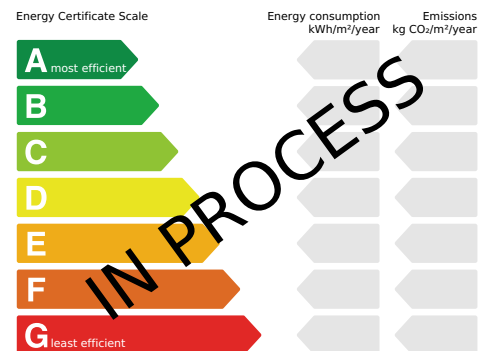 Energy Certificate Scale
Energy consumption
kWh/m²/year
Emissions
kg CO₂/m²/year
A most efficient
B
C
D
E
F
G least efficient
IN PROCESS